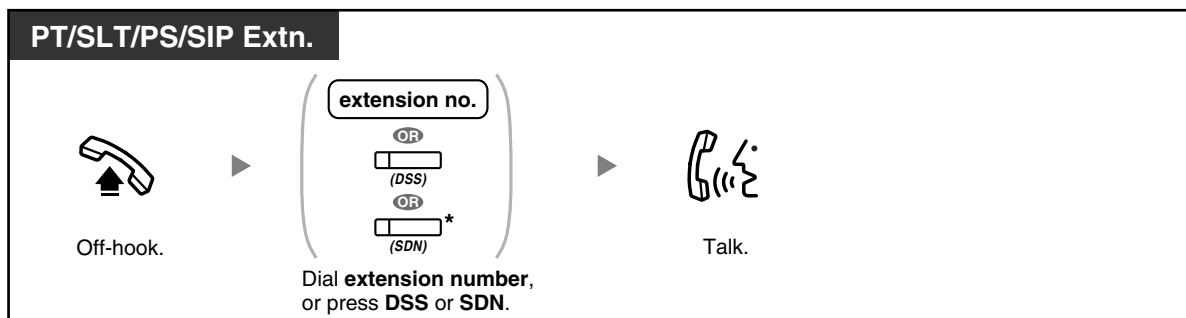 PT/SLT/PS/SIP Extn.
extension no.
OR
(DSS)
OR
*
(SDN)
Off-hook.
Talk.
Dial extension number,
or press DSS or SDN.